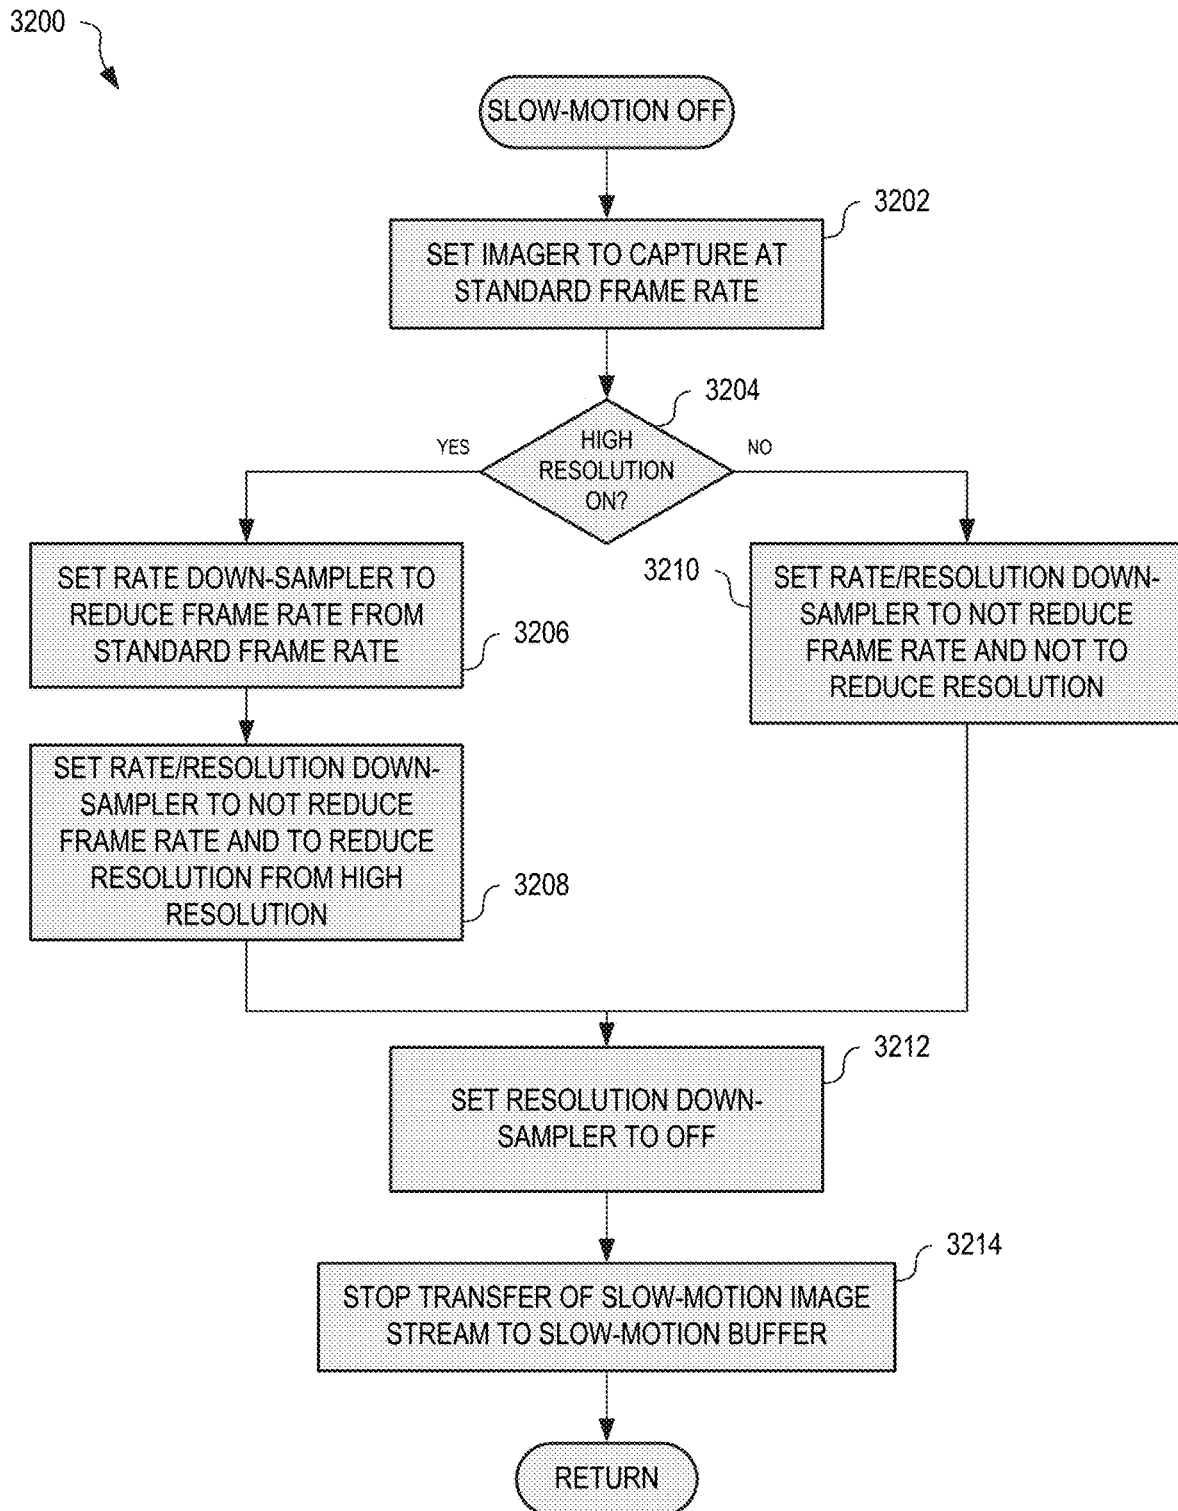 3200
SLOW-MOTION OFF
3202
SET IMAGER TO CAPTURE AT
STANDARD FRAME RATE
3204
HIGH
RESOLUTION
ON?
YES
NO
SET RATE DOWN-SAMPLER TO
REDUCE FRAME RATE FROM
STANDARD FRAME RATE
3206
3210
SET RATE/RESOLUTION DOWN-
SAMPLER TO NOT REDUCE
FRAME RATE AND NOT TO
REDUCE RESOLUTION
SET RATE/RESOLUTION DOWN-
SAMPLER TO NOT REDUCE
FRAME RATE AND TO REDUCE
RESOLUTION FROM HIGH
RESOLUTION
3208
3212
SET RESOLUTION DOWN-
SAMPLER TO OFF
3214
STOP TRANSFER OF SLOW-MOTION IMAGE
STREAM TO SLOW-MOTION BUFFER
RETURN